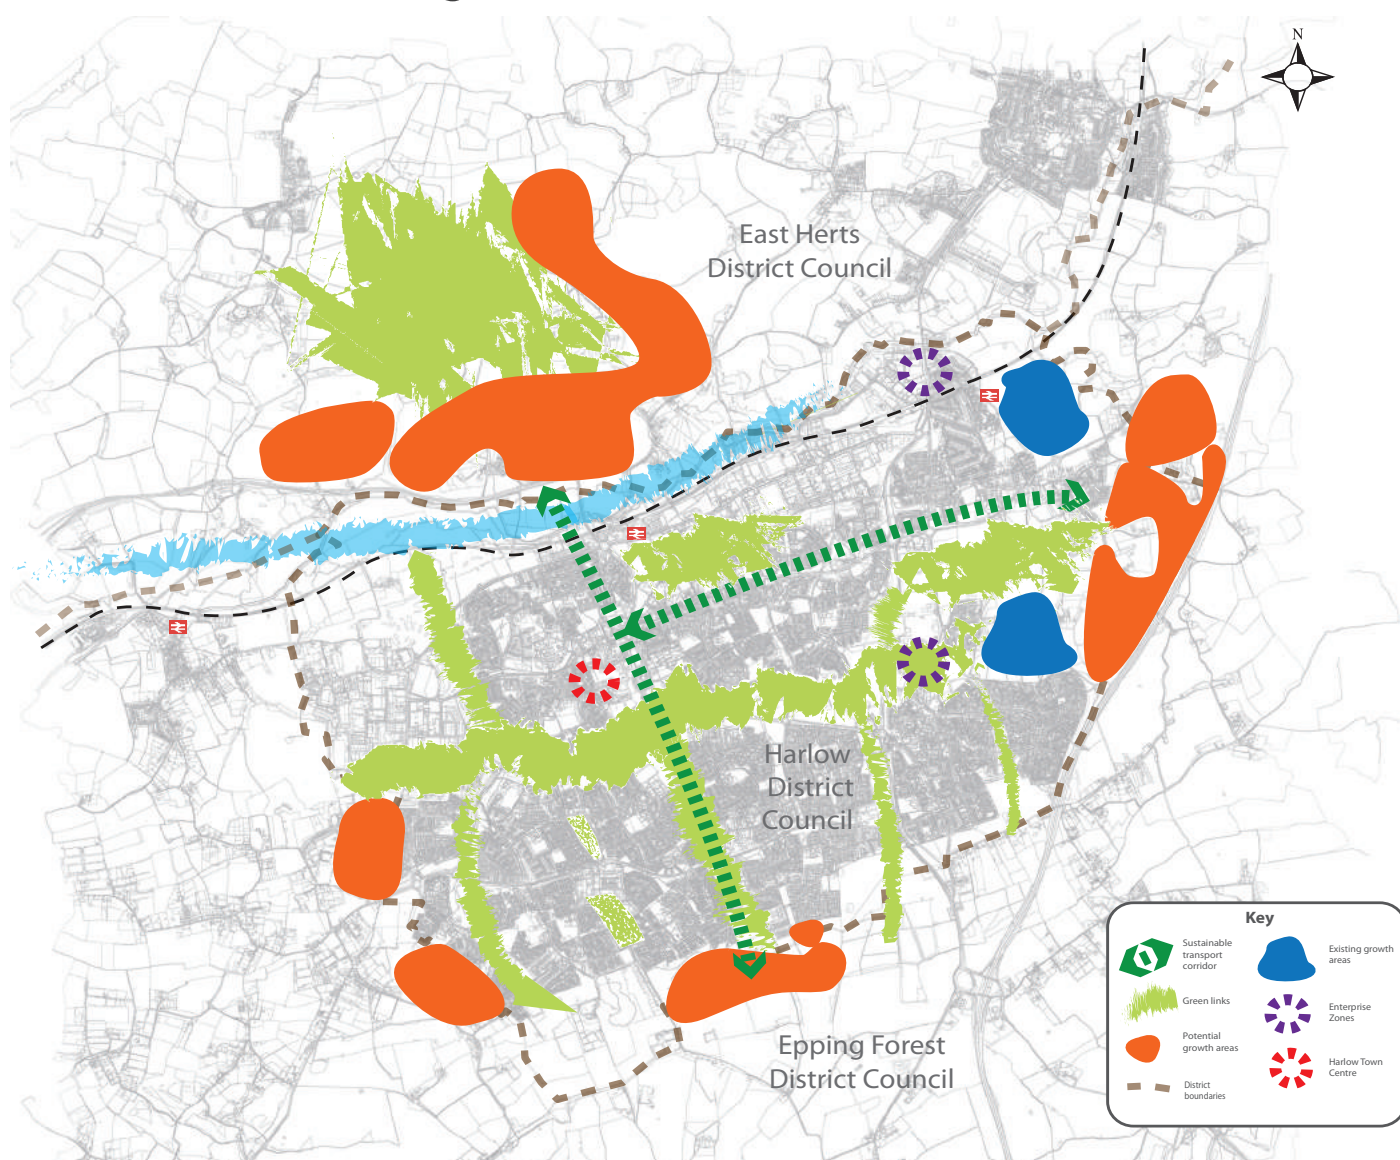 N
East Herts
District Council
Harlow
District
Council
Epping Forest
District Council
Key
Sustainable
transport
corridor
Green links
Potential
growth areas
District
boundaries
Existing growth
areas
Enterprise
Zones
Harlow Town
Centre